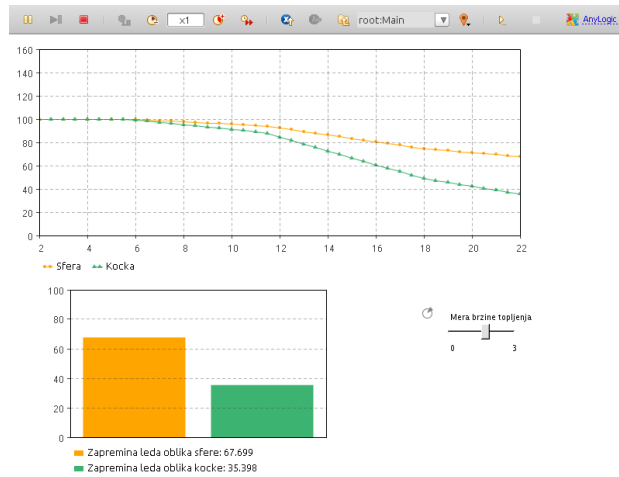 x1 root:Main AnyLogic
160
140
120
100
80
60
40
20
0
2 4 6 8 10 12 14 16 18 20 22
Sfera Kocka
100
80
60
40
20
0
Mera brzine topljenja
0 3
Zapremina leda oblika sfere: 67.699
Zapremina leda oblika kocke: 35.398